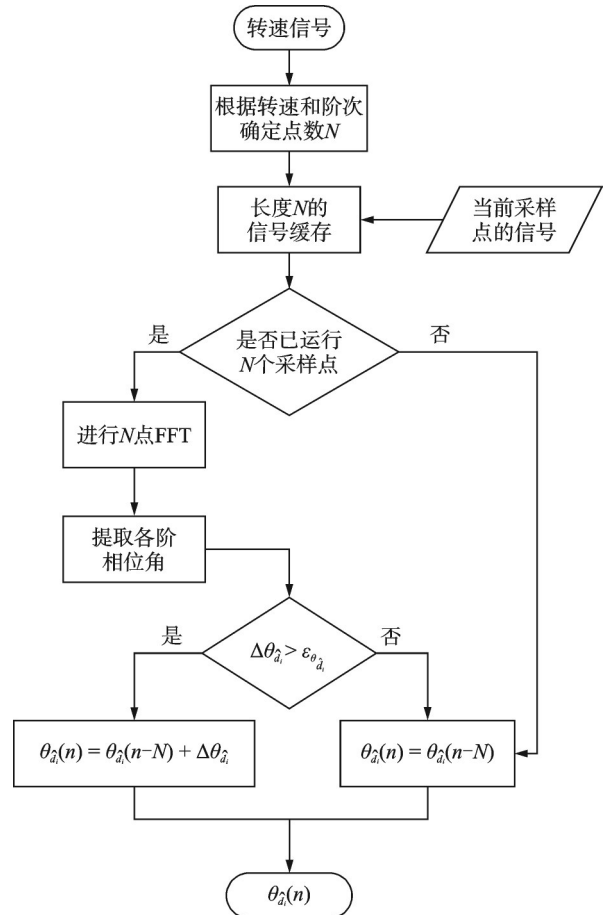 转速信号
根据转速和阶次
确定点数N
长度N的
信号缓存
当前采样
点的信号
是否已运行
N个采样点
是
否
进行N点FFT
提取各阶
相位角
Δθ_{\hat{d}_i} > ε_{θ_{\hat{d}_i}}
是
否
θ_{\hat{d}_i}(n) = θ_{\hat{d}_i}(n−N) + Δθ_{\hat{d}_i}
θ_{\hat{d}_i}(n) = θ_{\hat{d}_i}(n−N)
θ_{\hat{d}_i}(n)